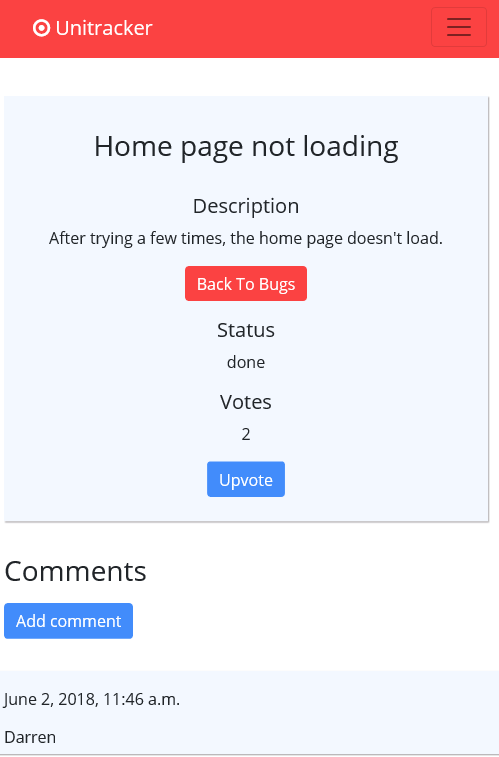 Unitracker
Home page not loading
Description
After trying a few times, the home page doesn't load.
Back To Bugs
Status
done
Votes
2
Upvote
Comments
Add comment
June 2, 2018, 11:46 a.m.
Darren